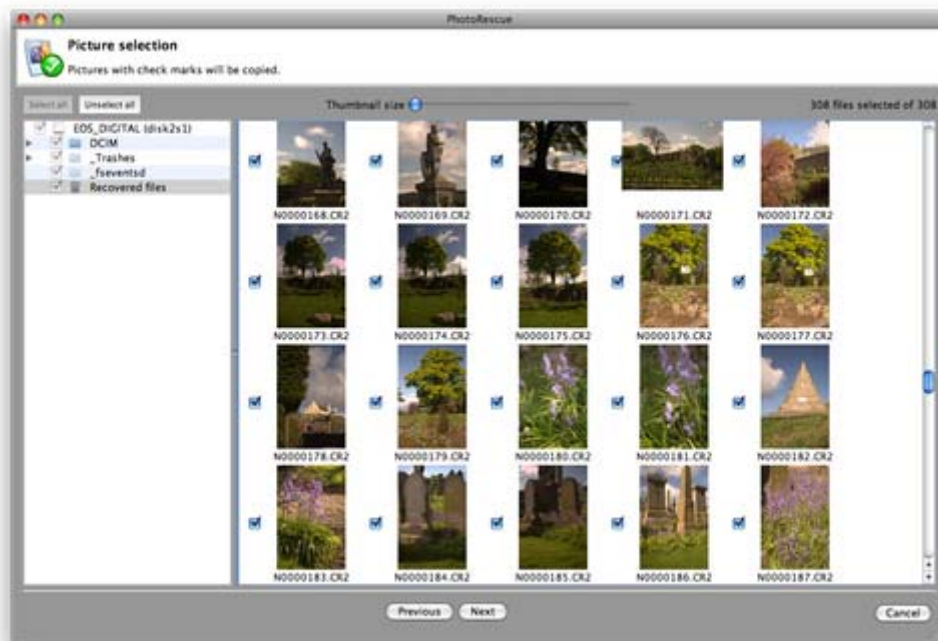 PhotoRescue
Picture selection
Pictures with check marks will be copied.
Select all Unselect all Thumbnail size 308 files selected of 308
EOS_DIGITAL (disk2s1)
DCIM
_Trashes
_fseventsd
Recovered files
N0000168.CR2 N0000169.CR2 N0000170.CR2 N0000171.CR2 N0000172.CR2
N0000173.CR2 N0000174.CR2 N0000175.CR2 N0000176.CR2 N0000177.CR2
N0000178.CR2 N0000179.CR2 N0000180.CR2 N0000181.CR2 N0000182.CR2
N0000183.CR2 N0000184.CR2 N0000185.CR2 N0000186.CR2 N0000187.CR2
Previous Next Cancel